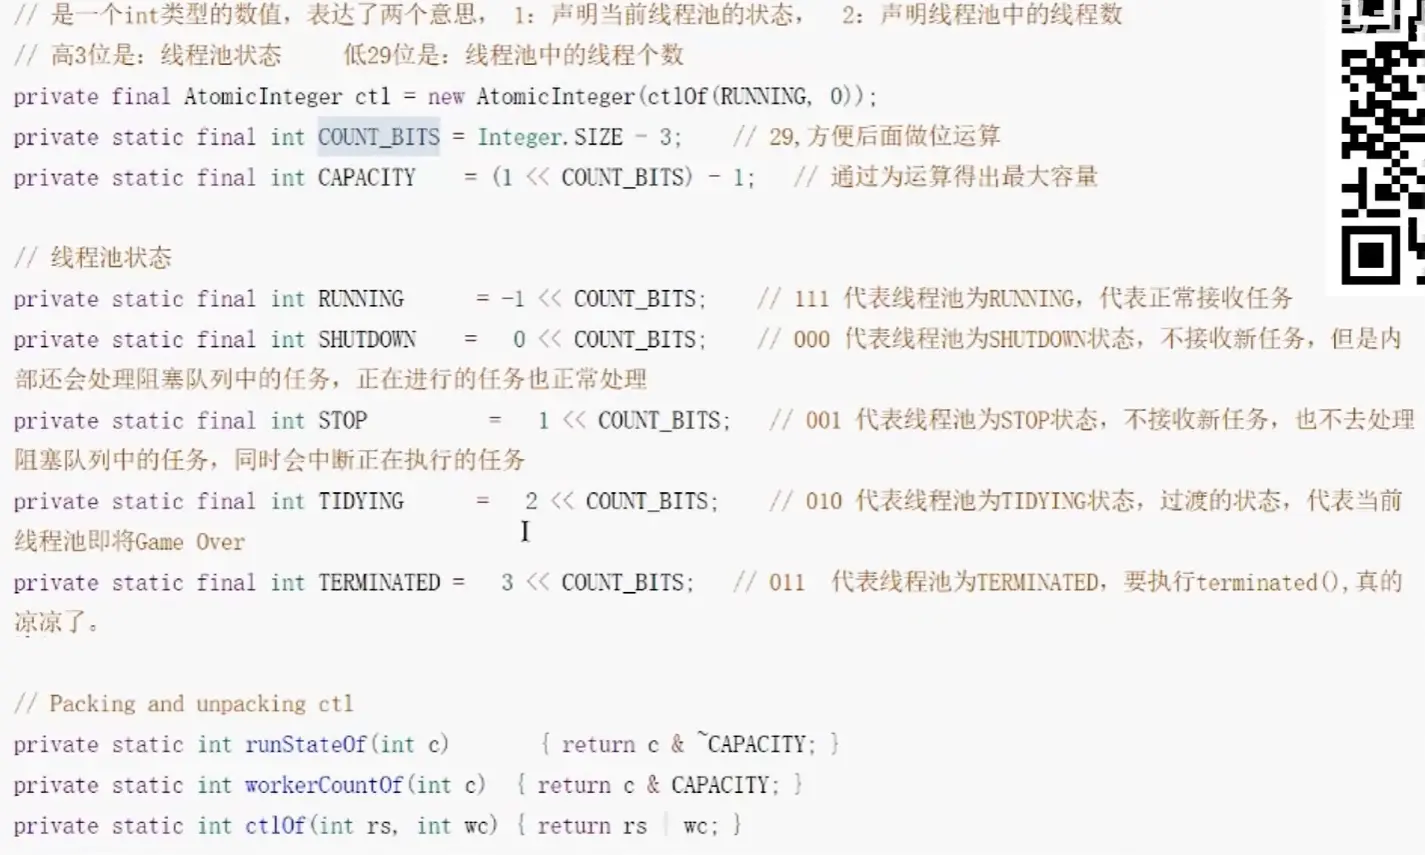 // 是一个int类型的数值，表达了两个意思， 1：声明当前线程池的状态， 2：声明线程池中的线程数
// 高3位是：线程池状态 低29位是：线程池中的线程个数
private final AtomicInteger ctl = new AtomicInteger(ctlOf(RUNNING, 0));
private static final int COUNT_BITS = Integer.SIZE - 3; // 29,方便后面做位运算
private static final int CAPACITY = (1 << COUNT_BITS) - 1; // 通过为运算得出最大容量
// 线程池状态
private static final int RUNNING = -1 << COUNT_BITS; // 111 代表线程池为RUNNING，代表正常接收任务
private static final int SHUTDOWN = 0 << COUNT_BITS; // 000 代表线程池为SHUTDOWN状态，不接收新任务，但是内
部还会处理阻塞队列中的任务，正在进行的任务也正常处理
private static final int STOP = 1 << COUNT_BITS; // 001 代表线程池为STOP状态，不接收新任务，也不去处理
阻塞队列中的任务，同时会中断正在执行的任务
private static final int TIDYING = 2 << COUNT_BITS; // 010 代表线程池为TIDYING状态，过渡的状态，代表当前
线程池即将Game Over
private static final int TERMINATED = 3 << COUNT_BITS; // 011 代表线程池为TERMINATED，要执行terminated(),真的
凉凉了。
// Packing and unpacking ctl
private static int runStateOf(int c) { return c & ~CAPACITY; }
private static int workerCountOf(int c) { return c & CAPACITY; }
private static int ctlOf(int rs, int wc) { return rs | wc; }